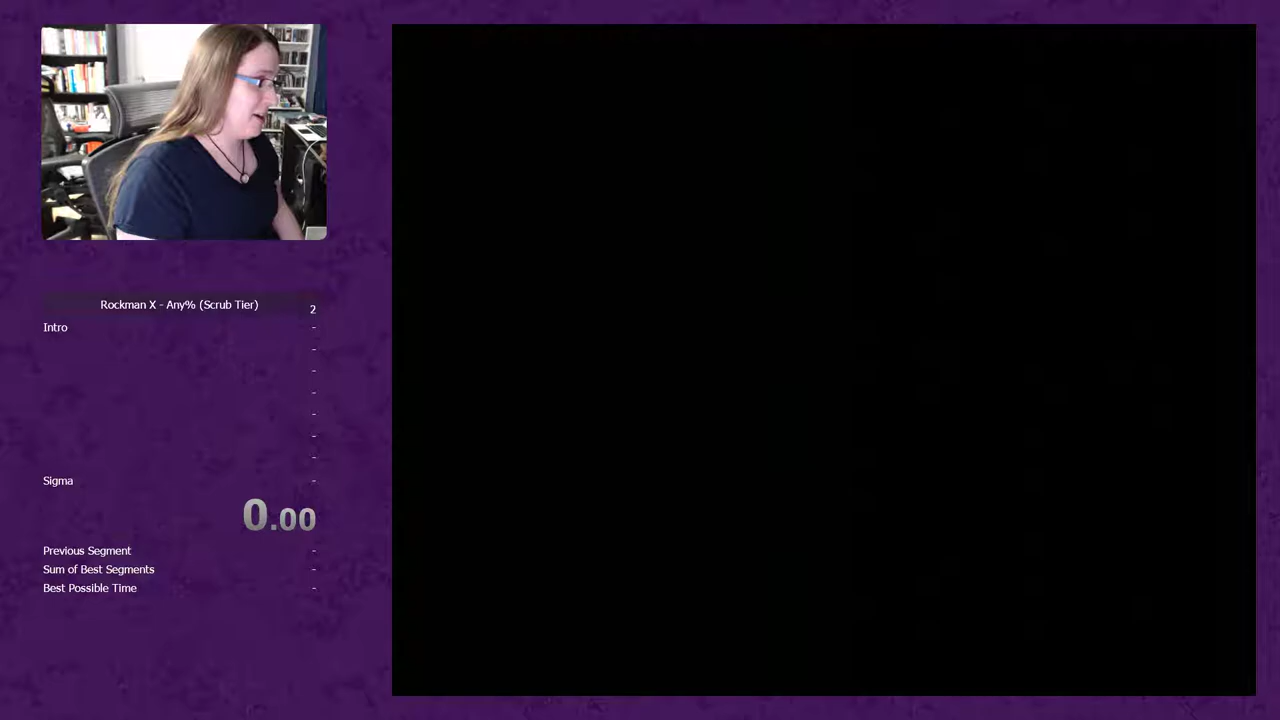 Rockman X - Any% (Scrub Tier)
2
Intro -
-
-
-
-
-
-
Sigma -
0.00
Previous Segment -
Sum of Best Segments -
Best Possible Time -